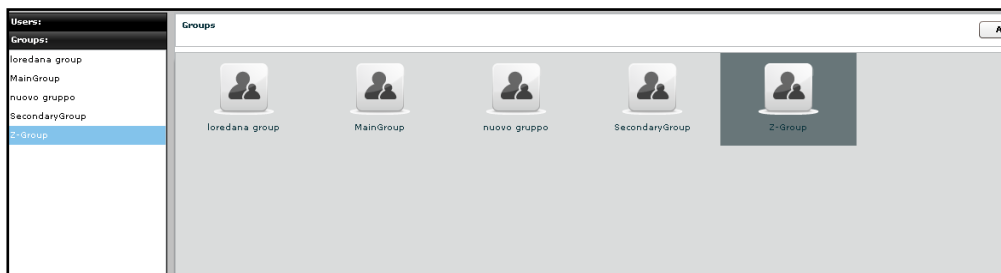 Users:
Groups:
loredana group
MainGroup
nuovo gruppo
SecondaryGroup
Z-Group
Groups
A
loredana group
MainGroup
nuovo gruppo
SecondaryGroup
Z-Group